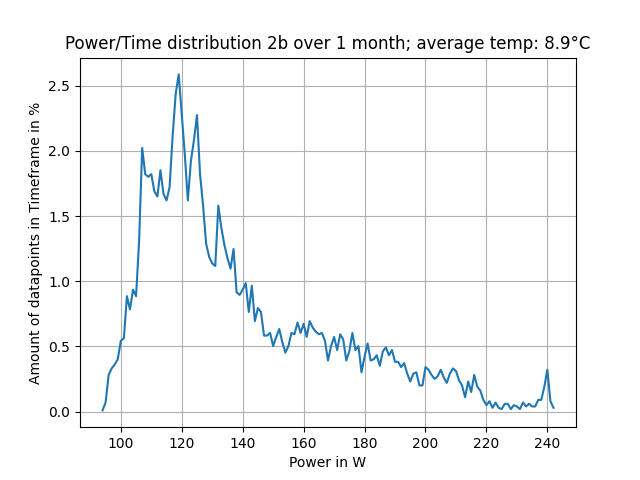 Power/Time distribution 2b over 1 month; average temp: 8.9°C
Amount of datapoints in Timeframe in %
2.5
2.0
1.5
1.0
0.5
0.0
100 120 140 160 180 200 220 240
Power in W